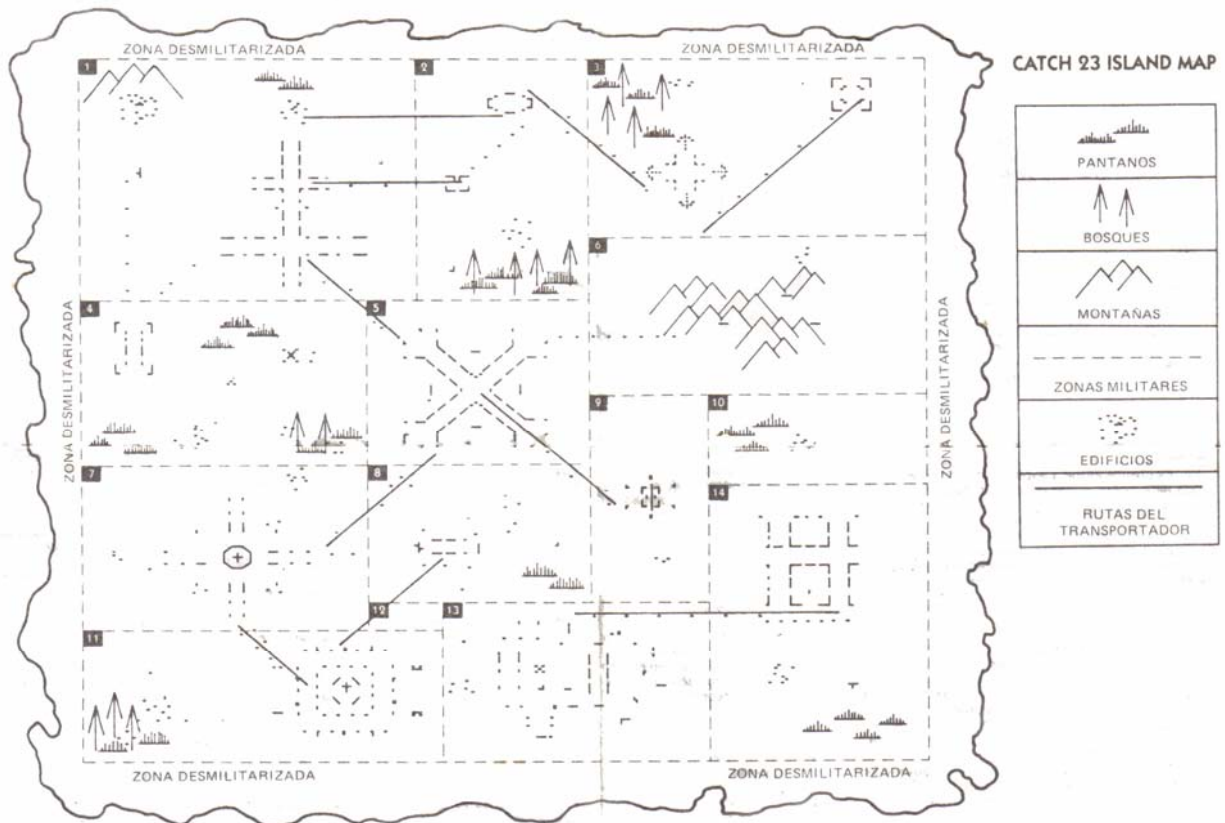 ZONA DESMILITARIZADA
ZONA DESMILITARIZADA
CATCH 23 ISLAND MAP
1
2
3
PANTANOS
BOSQUES
6
MONTAÑAS
ZONA DESMILITARIZADA
4
5
ZONA DESMILITARIZADA
ZONAS MILITARES
9
10
EDIFICIOS
7
8
14
RUTAS DEL
TRANSPORTADOR
12
13
11
ZONA DESMILITARIZADA
ZONA DESMILITARIZADA